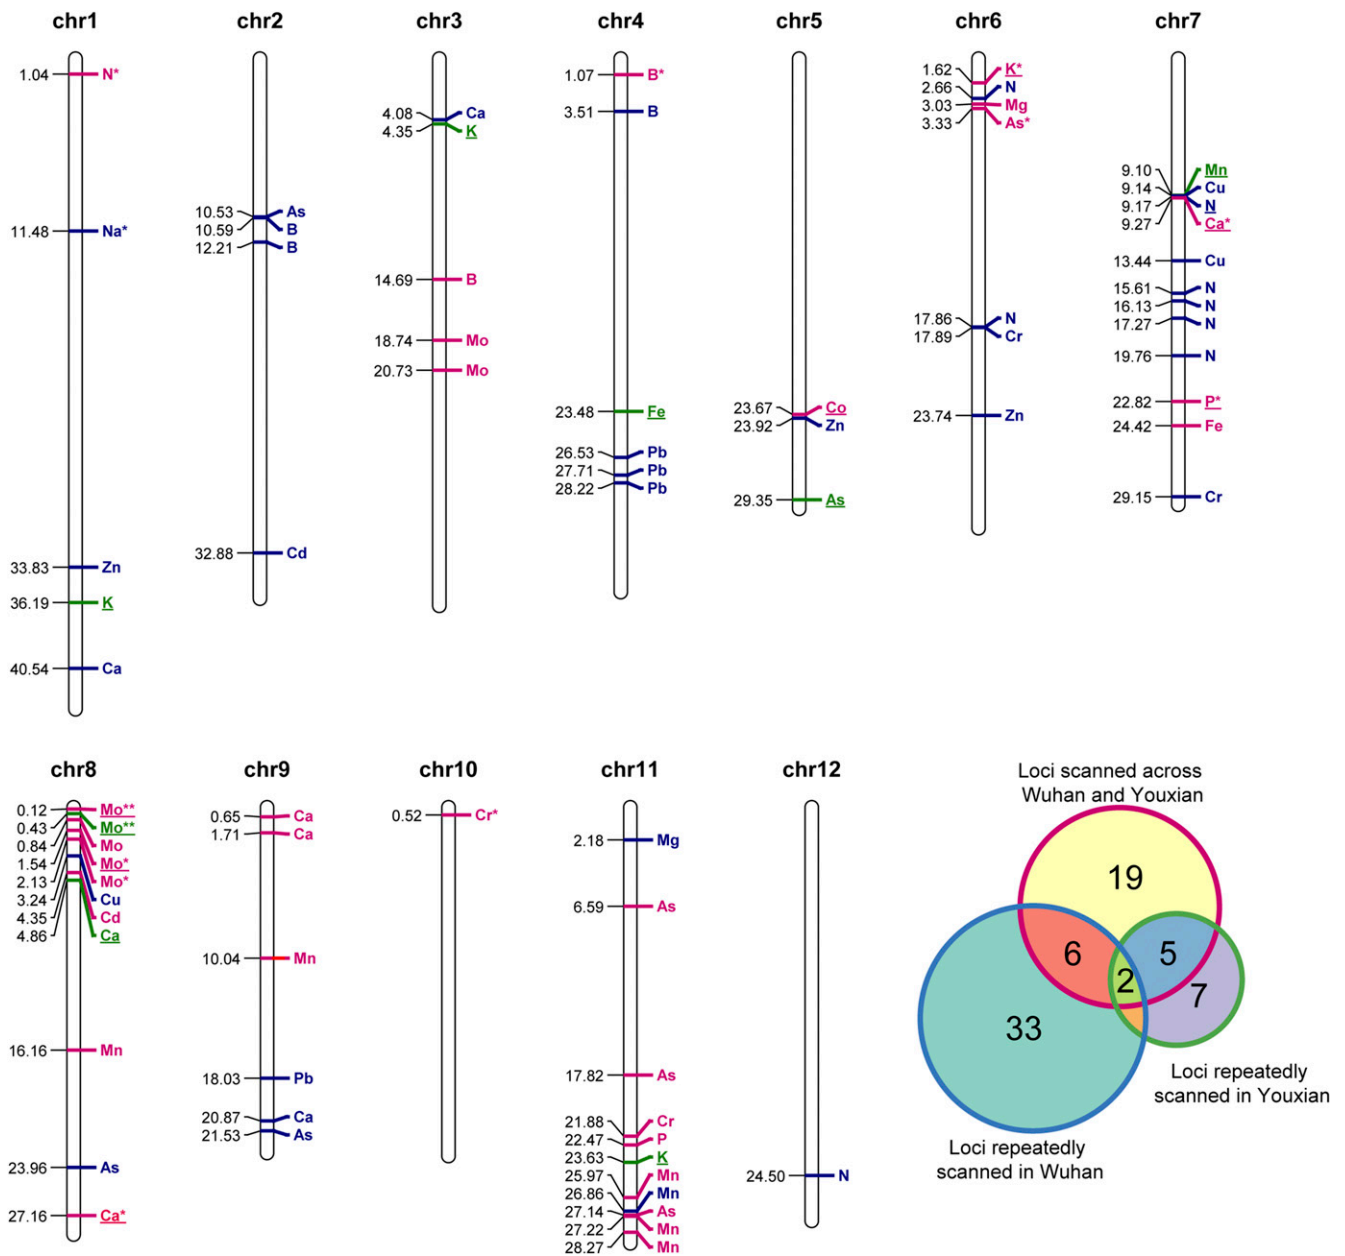 chr1
1.04 N*
11.48 Na*
33.83 Zn
36.19 K
40.54 Ca
chr2
10.53 As
10.59 B
12.21 B
32.88 Cd
chr3
4.08 Ca
4.35 K
14.69 B
18.74 Mo
20.73 Mo
chr4
1.07 B*
3.51 B
23.48 Fe
26.53 Pb
27.71 Pb
28.22 Pb
chr5
23.67 Co
23.92 Zn
29.35 As
chr6
1.62 K*
2.66 N
3.03 Mg
3.33 As*
17.86 N
17.89 Cr
23.74 Zn
chr7
9.10 Mn
9.14 Cu
9.17 N
9.27 Ca*
13.44 Cu
15.61 N
16.13 N
17.27 N
19.76 N
22.82 P*
24.42 Fe
29.15 Cr
chr8
0.12 Mo**
0.43 Mo**
0.84 Mo
1.54 Mo*
2.13 Mo*
3.24 Cu
4.35 Cd
4.86 Ca
16.16 Mn
23.96 As
27.16 Ca*
chr9
0.65 Ca
1.71 Ca
10.04 Mn
18.03 Pb
20.87 Ca
21.53 As
chr10
0.52 Cr*
chr11
2.18 Mg
6.59 As
17.82 As
21.88 Cr
22.47 P
23.63 K
25.97 Mn
26.86 Mn
27.14 As
27.22 Mn
28.27 Mn
chr12
24.50 N
Loci scanned across
Wuhan and Youxian
19
6
5
2
7
33
Loci repeatedly
scanned in Youxian
Loci repeatedly
scanned in Wuhan